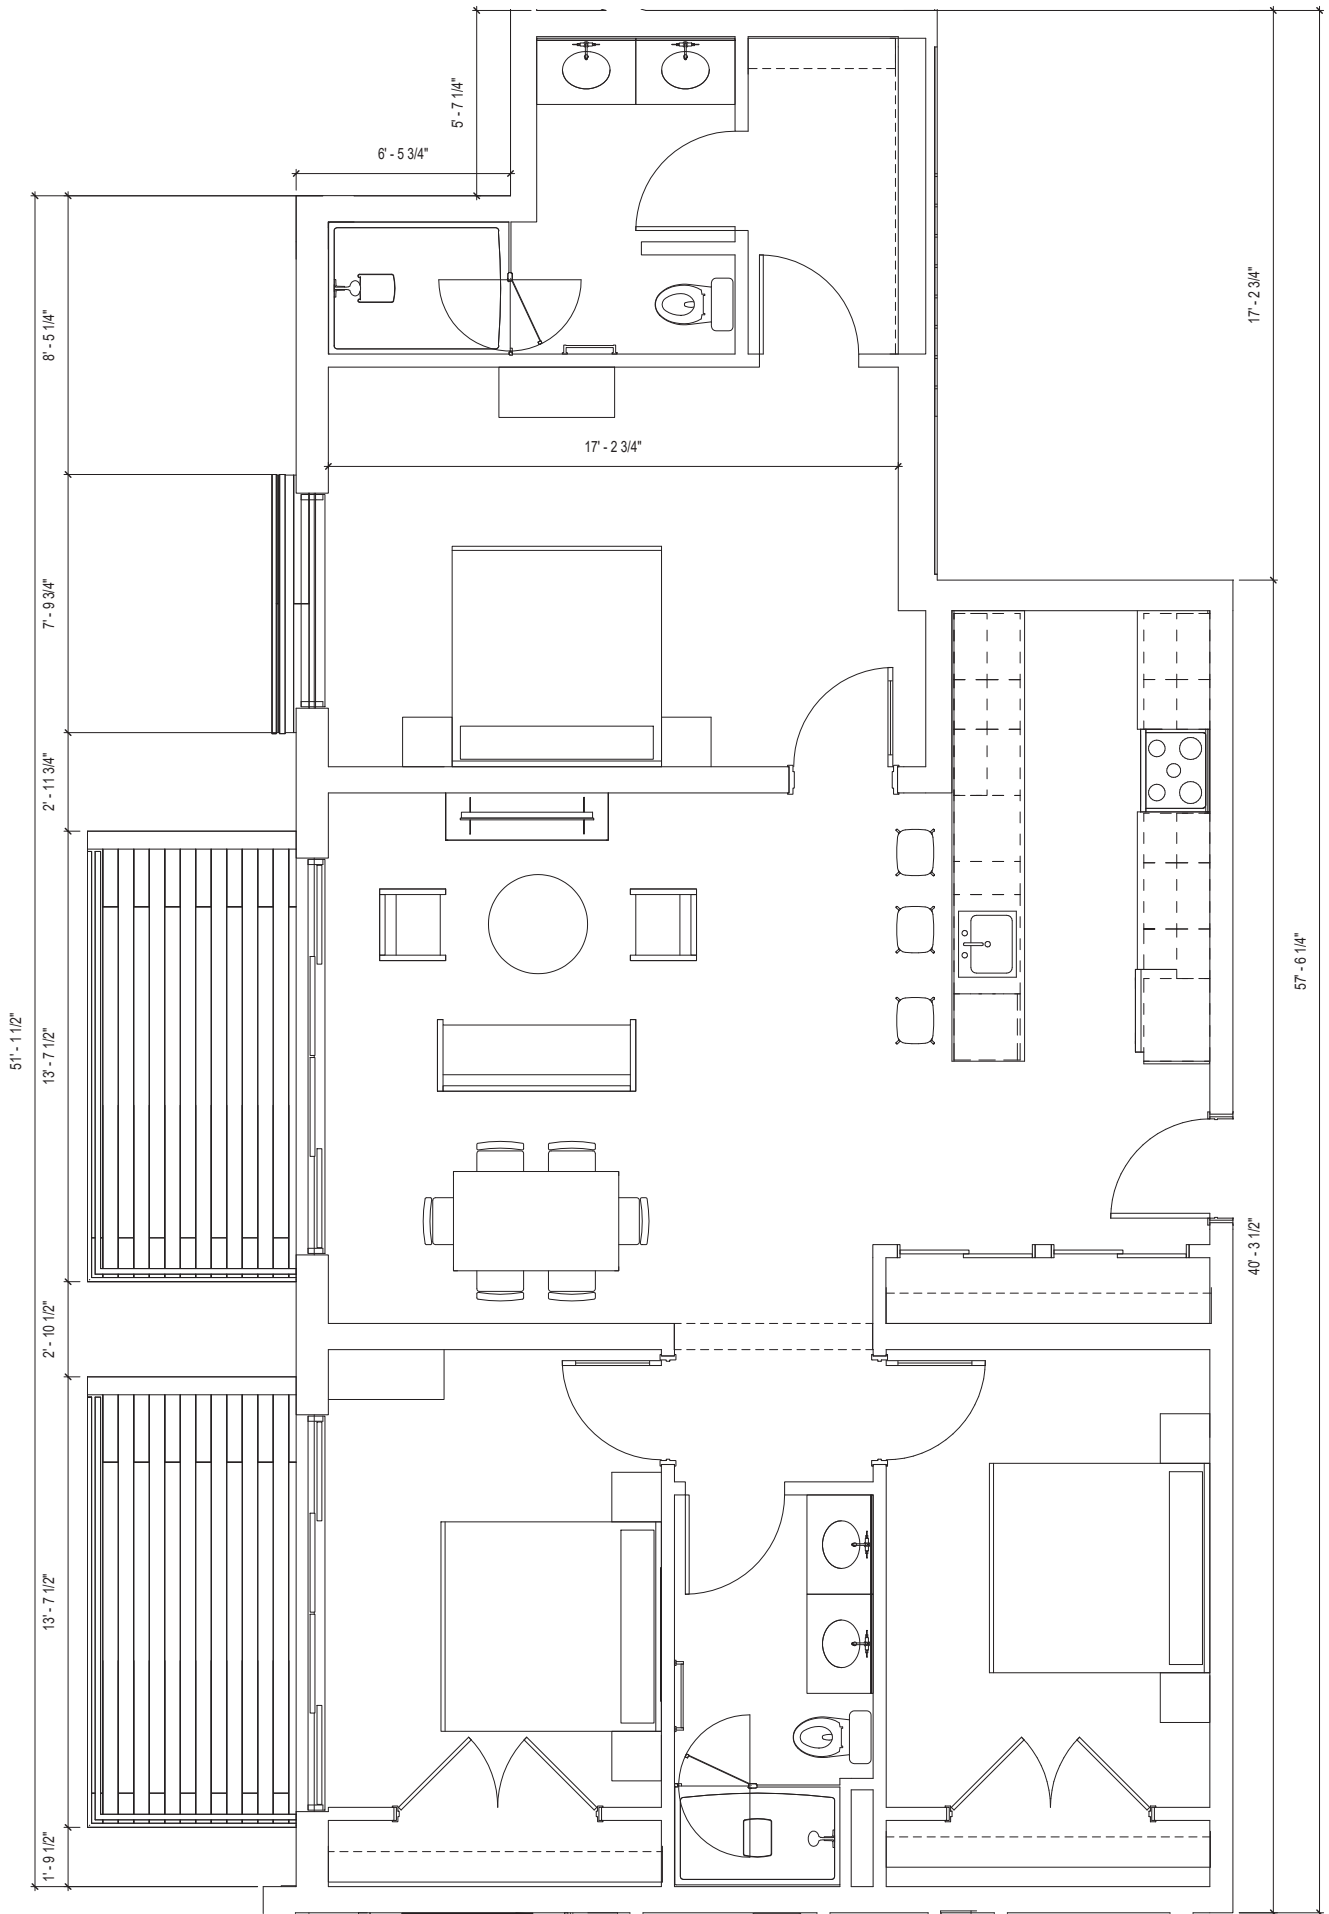 5' - 7 1/4"
6' - 5 3/4"
17' - 2 3/4"
8' - 5 1/4"
17' - 2 3/4"
7' - 9 3/4"
2' - 11 3/4"
57' - 6 1/4"
51' - 1 1/2"
13' - 7 1/2"
40' - 3 1/2"
2' - 10 1/2"
13' - 7 1/2"
1' - 9 1/2"